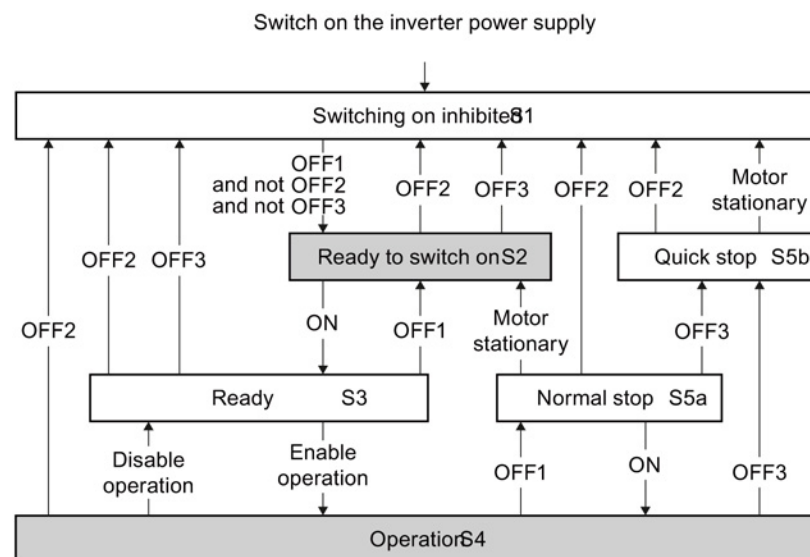 Switch on the inverter power supply
Switching on inhibited S1
OFF1
and not OFF2
and not OFF3
OFF2
OFF3
OFF2
OFF2
Motor
stationary
Ready to switch on S2
Quick stop S5b
OFF2
OFF2
OFF3
ON
OFF1
Motor
stationary
OFF3
Ready S3
Normal stop S5a
Disable
operation
Enable
operation
OFF1
ON
OFF3
Operation S4